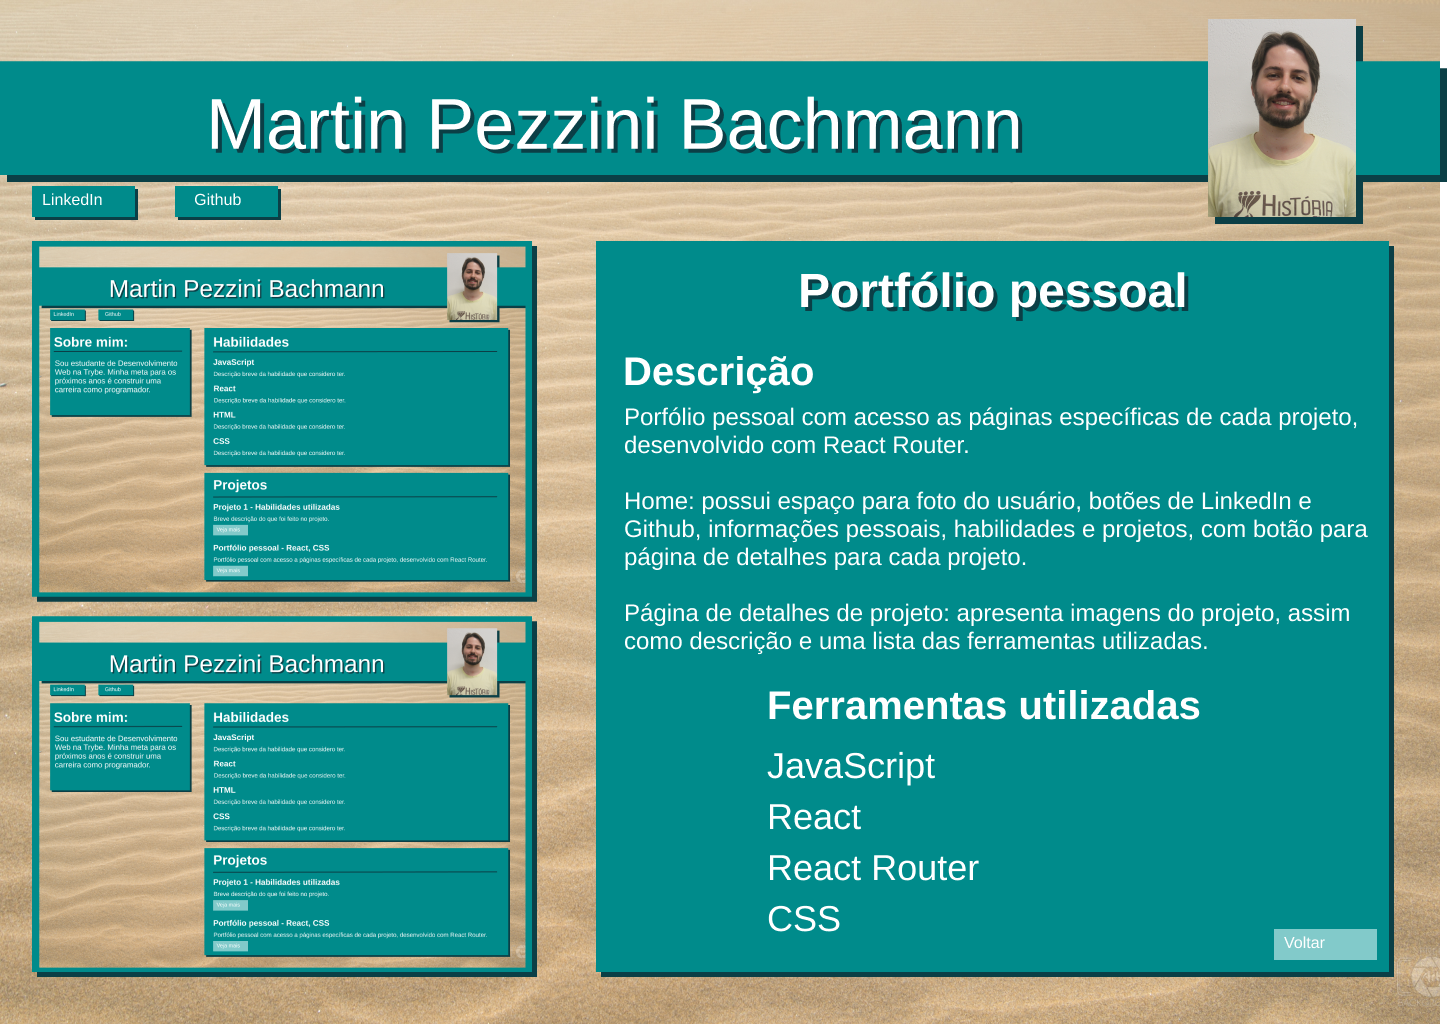 Martin Pezzini Bachmann
HISTÓRIA
LinkedIn
Github
Martin Pezzini Bachmann
HISTÓRIA
LinkedIn
Github
Sobre mim:
Sou estudante de Desenvolvimento
Web na Trybe. Minha meta para os
próximos anos é construir uma
carreira como programador.
Habilidades
JavaScript
Descrição breve da habilidade que considero ter.
React
Descrição breve da habilidade que considero ter.
HTML
Descrição breve da habilidade que considero ter.
CSS
Descrição breve da habilidade que considero ter.
Projetos
Projeto 1 - Habilidades utilizadas
Breve descrição do que foi feito no projeto.
Veja mais
Portfólio pessoal - React, CSS
Portfólio pessoal com acesso a páginas específicas de cada projeto, desenvolvido com React Router.
Veja mais
Martin Pezzini Bachmann
HISTÓRIA
LinkedIn
Github
Sobre mim:
Sou estudante de Desenvolvimento
Web na Trybe. Minha meta para os
próximos anos é construir uma
carreira como programador.
Habilidades
JavaScript
Descrição breve da habilidade que considero ter.
React
Descrição breve da habilidade que considero ter.
HTML
Descrição breve da habilidade que considero ter.
CSS
Descrição breve da habilidade que considero ter.
Projetos
Projeto 1 - Habilidades utilizadas
Breve descrição do que foi feito no projeto.
Veja mais
Portfólio pessoal - React, CSS
Portfólio pessoal com acesso a páginas específicas de cada projeto, desenvolvido com React Router.
Veja mais
Portfólio pessoal
Descrição
Porfólio pessoal com acesso as páginas específicas de cada projeto,
desenvolvido com React Router.
Home: possui espaço para foto do usuário, botões de LinkedIn e
Github, informações pessoais, habilidades e projetos, com botão para
página de detalhes para cada projeto.
Página de detalhes de projeto: apresenta imagens do projeto, assim
como descrição e uma lista das ferramentas utilizadas.
Ferramentas utilizadas
JavaScript
React
React Router
CSS
Voltar